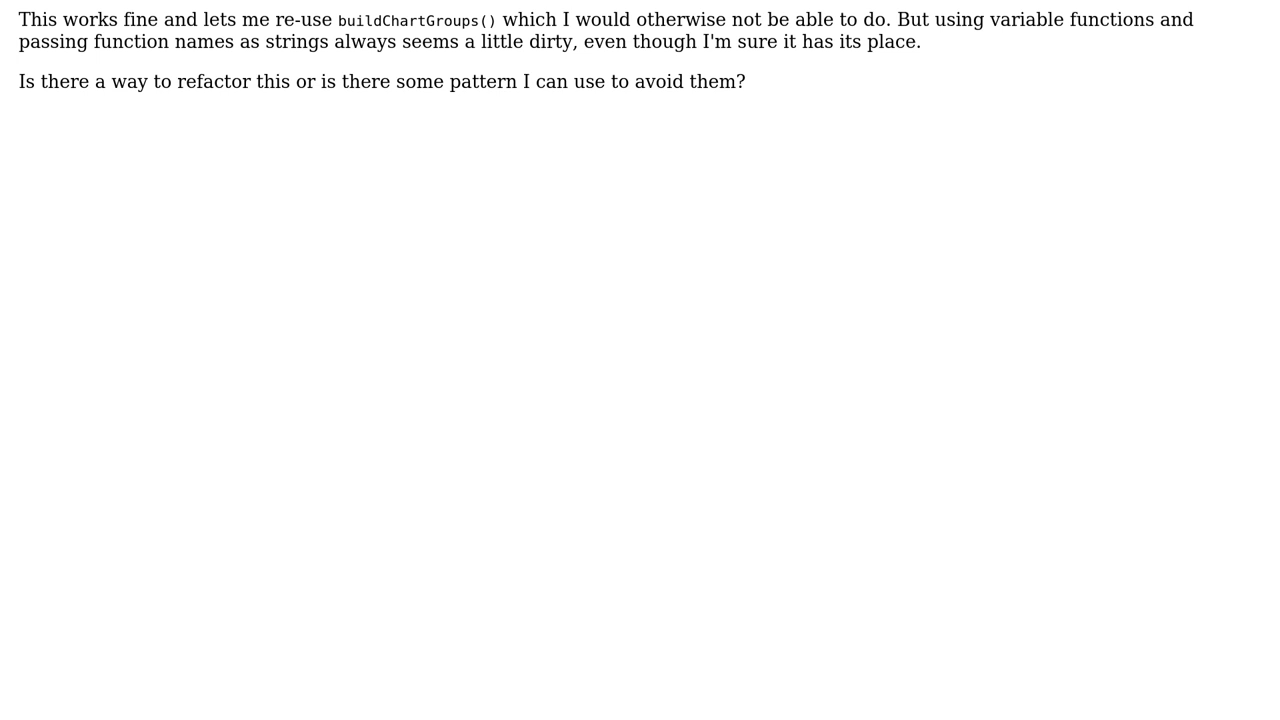 This works fine and lets me re-use buildChartGroups() which I would otherwise not be able to do. But using variable functions and
passing function names as strings always seems a little dirty, even though I'm sure it has its place.
Is there a way to refactor this or is there some pattern I can use to avoid them?